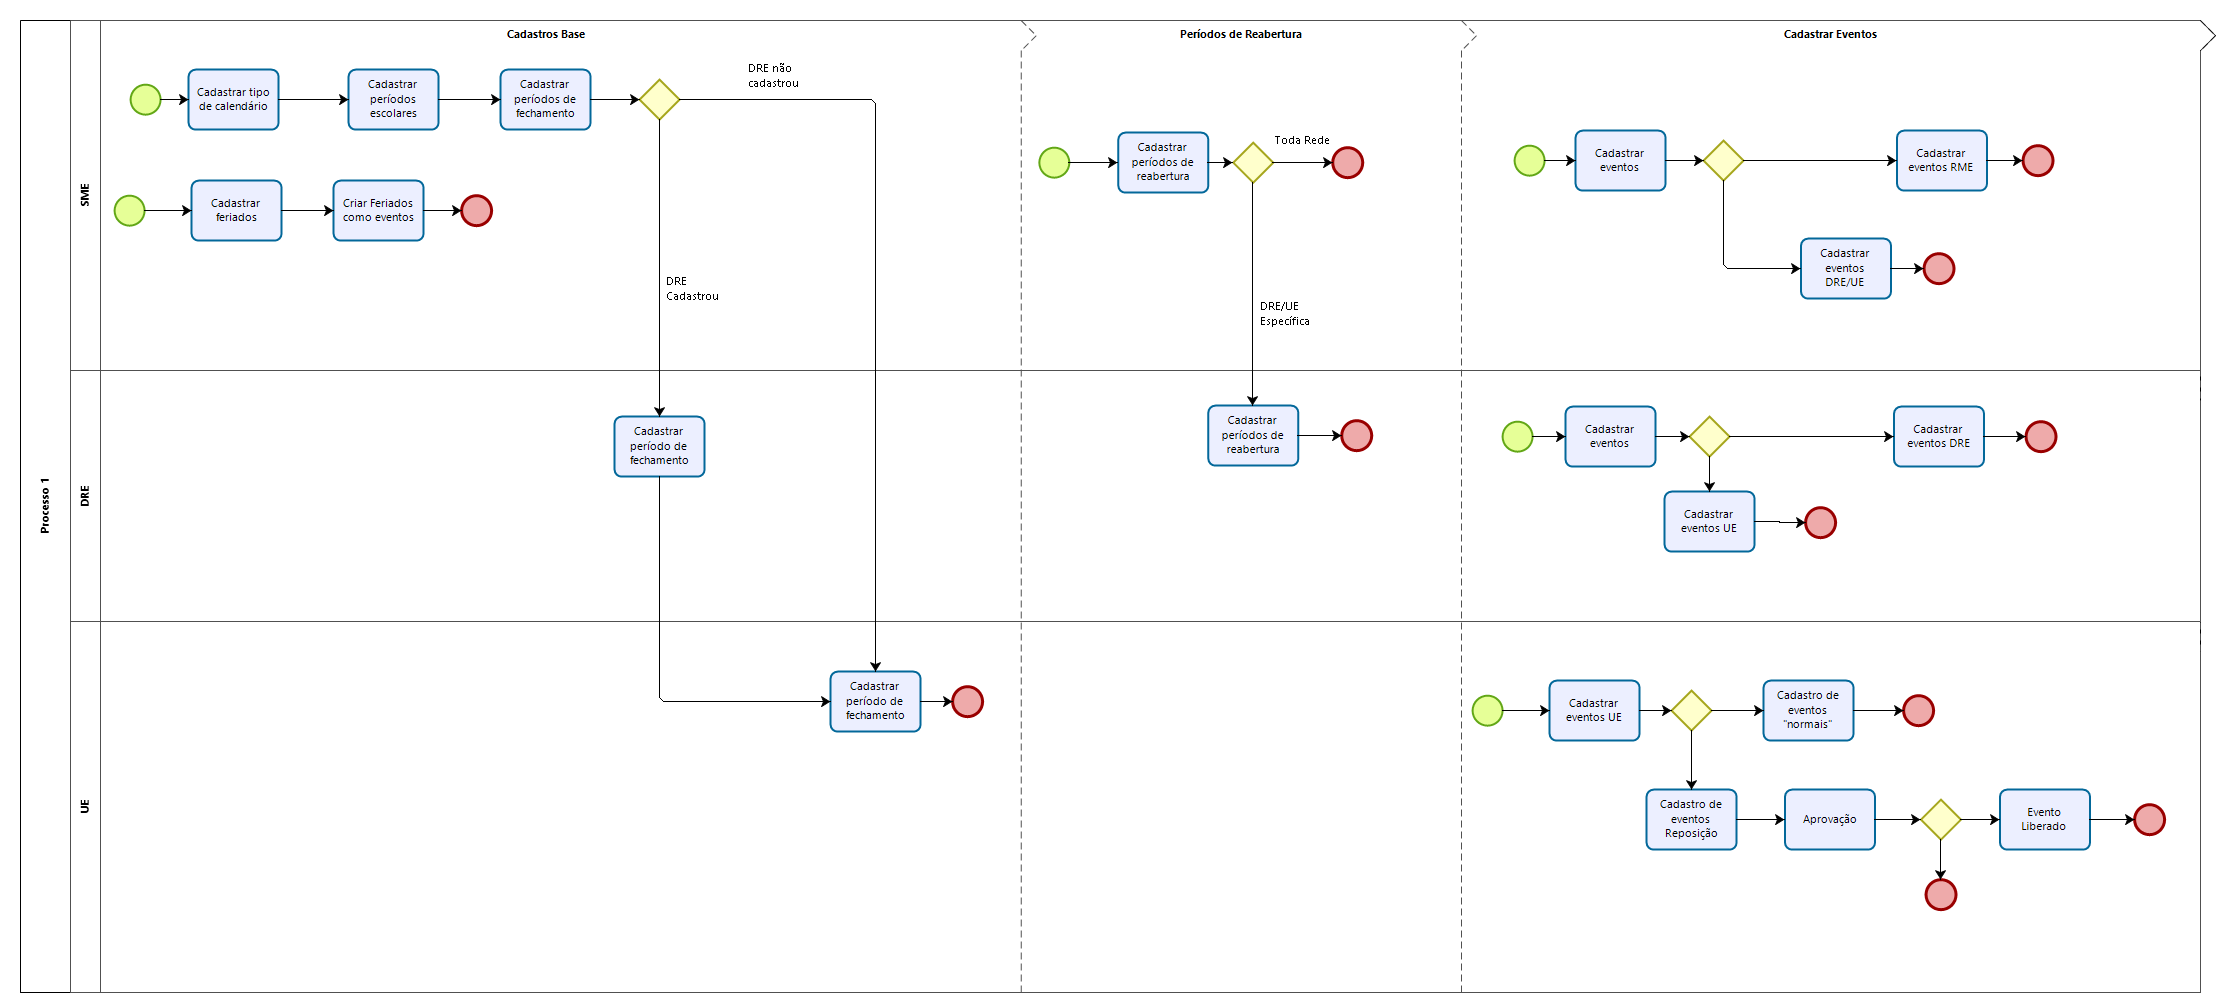 Cadastros Base
Períodos de Reabertura
Cadastrar Eventos
Processo 1
SME
Cadastrar tipo
de calendário
Cadastrar
períodos
escolares
Cadastrar
períodos de
fechamento
DRE não
cadastrou
DRE
Cadastrou
Cadastrar
feriados
Criar Feriados
como eventos
Cadastrar
períodos de
reabertura
Toda Rede
DRE/UE
Específica
Cadastrar
eventos
Cadastrar
eventos RME
Cadastrar
eventos
DRE/UE
DRE
Cadastrar
período de
fechamento
Cadastrar
períodos de
reabertura
Cadastrar
eventos
Cadastrar
eventos DRE
Cadastrar
eventos UE
UE
Cadastrar
período de
fechamento
Cadastrar
eventos UE
Cadastro de
eventos
"normais"
Cadastro de
eventos
Reposição
Aprovação
Evento
Liberado